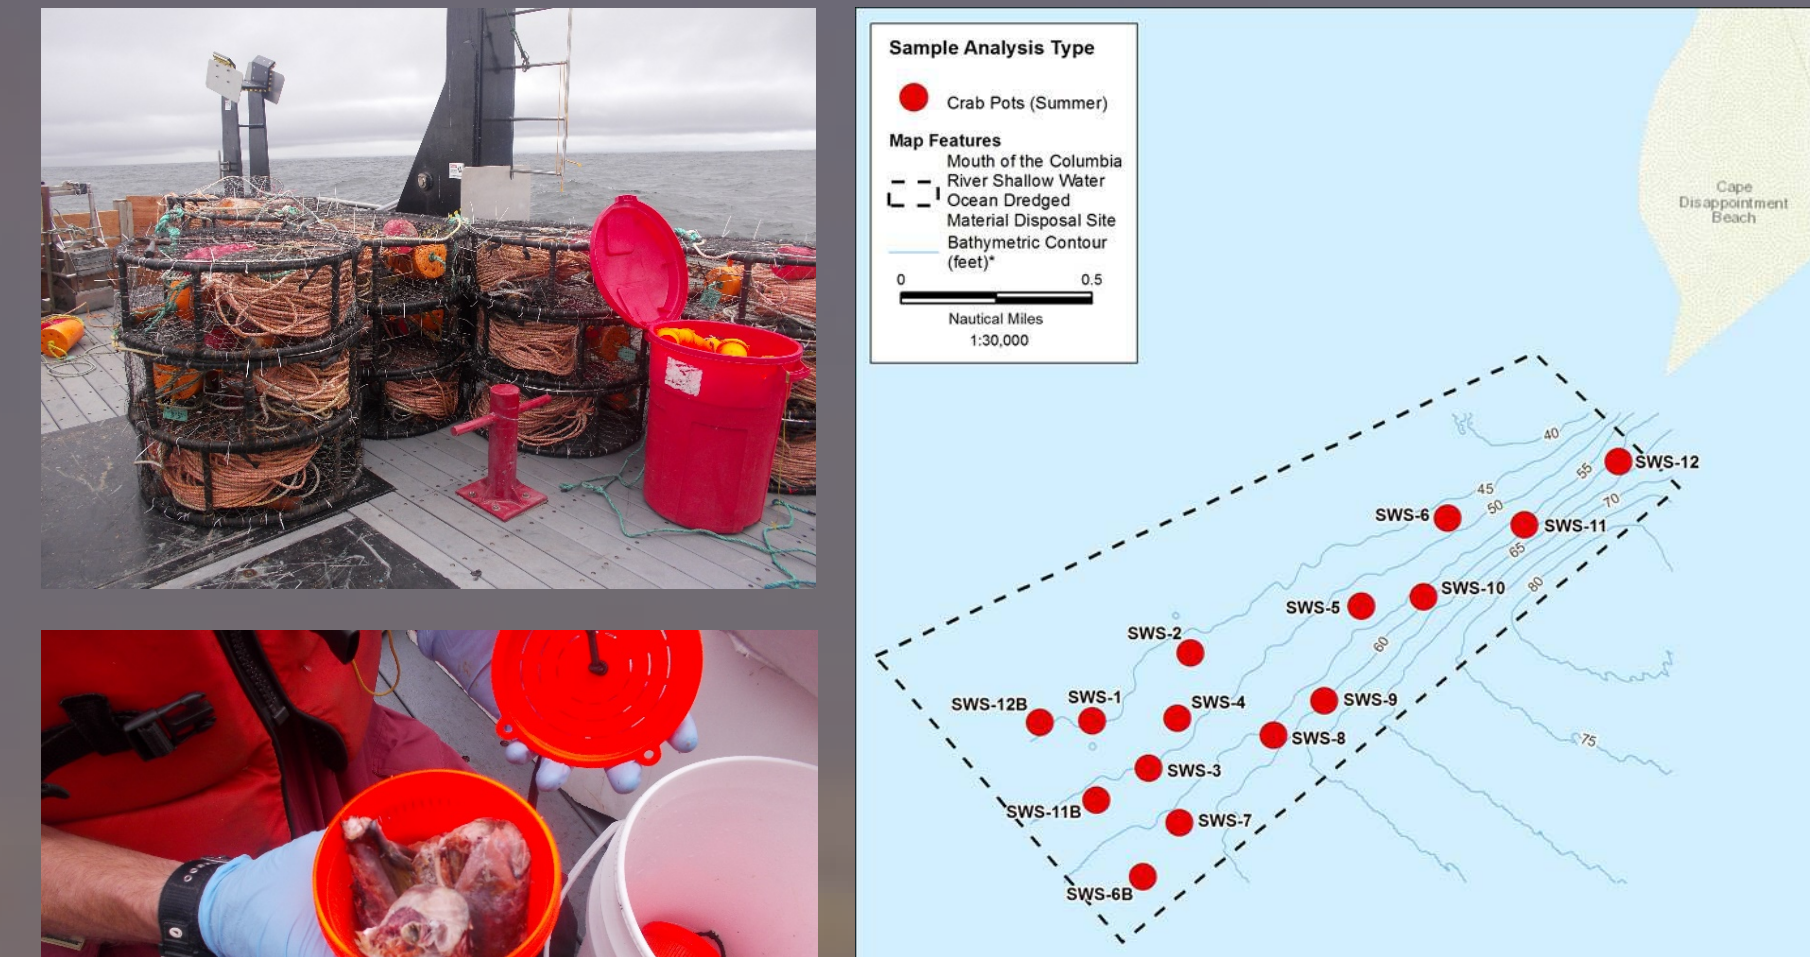 Sample Analysis Type
Crab Pots (Summer)
Map Features
Mouth of the Columbia
River Shallow Water
Ocean Dredged
Material Disposal Site
Bathymetric Contour
(feet)*
0 0.5
Nautical Miles
1:30,000
Cape
Disappointment
Beach
40
SWS-12
55
45
70
50
SWS-6
SWS-11
65
80
SWS-10
SWS-5
SWS-2
60
SWS-12B
SWS-1
SWS-4
SWS-9
SWS-8
75
SWS-3
SWS-11B
SWS-7
SWS-6B